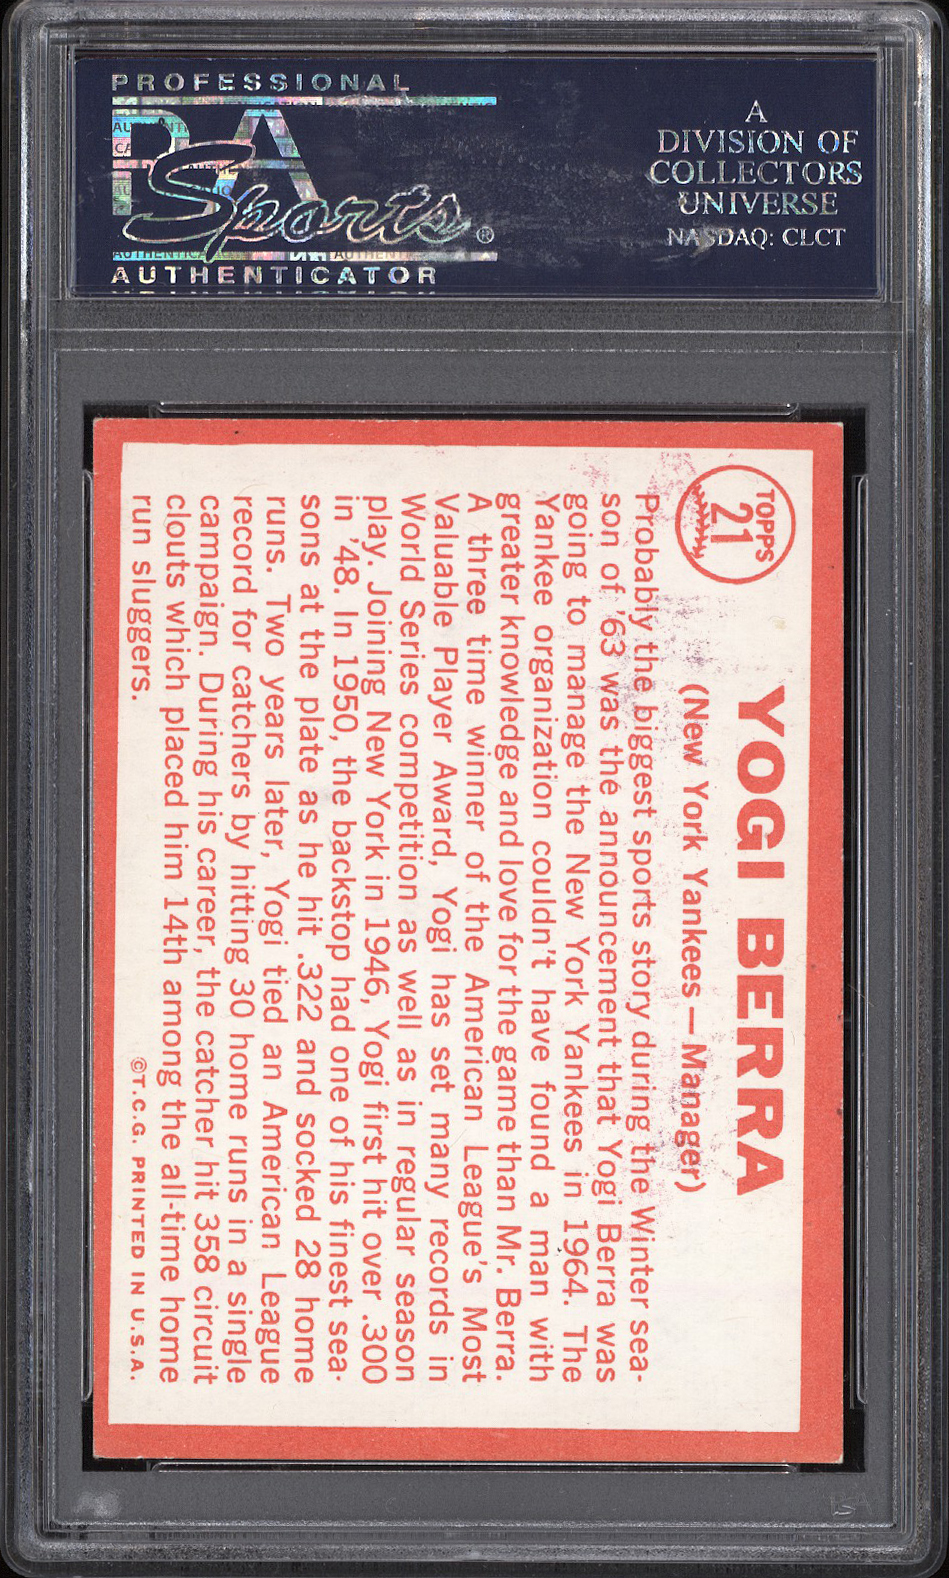 PROFESSIONAL
PSA
Sports®
AUTHENTICATOR
A
DIVISION OF
COLLECTORS
UNIVERSE
NASDAQ: CLCT
TOPPS
21
YOGI BERRA
(New York Yankees — Manager)
Probably the biggest sports story during the Winter sea-
son of '63 was the announcement that Yogi Berra was
going to manage the New York Yankees in 1964. The
Yankee organization couldn't have found a man with
greater knowledge and love for the game than Mr. Berra.
A three time winner of the American League's Most
Valuable Player Award, Yogi has set many records in
World Series competition as well as in regular season
play. Joining New York in 1946, Yogi first hit over .300
in '48. In 1950, the backstop had one of his finest sea-
sons at the plate as he hit .322 and socked 28 home
runs. Two years later, Yogi tied an American League
record for catchers by hitting 30 home runs in a single
campaign. During his career, the catcher hit 358 circuit
clouts which placed him 14th among the all-time home
run sluggers.
©T.C.G. PRINTED IN U.S.A.